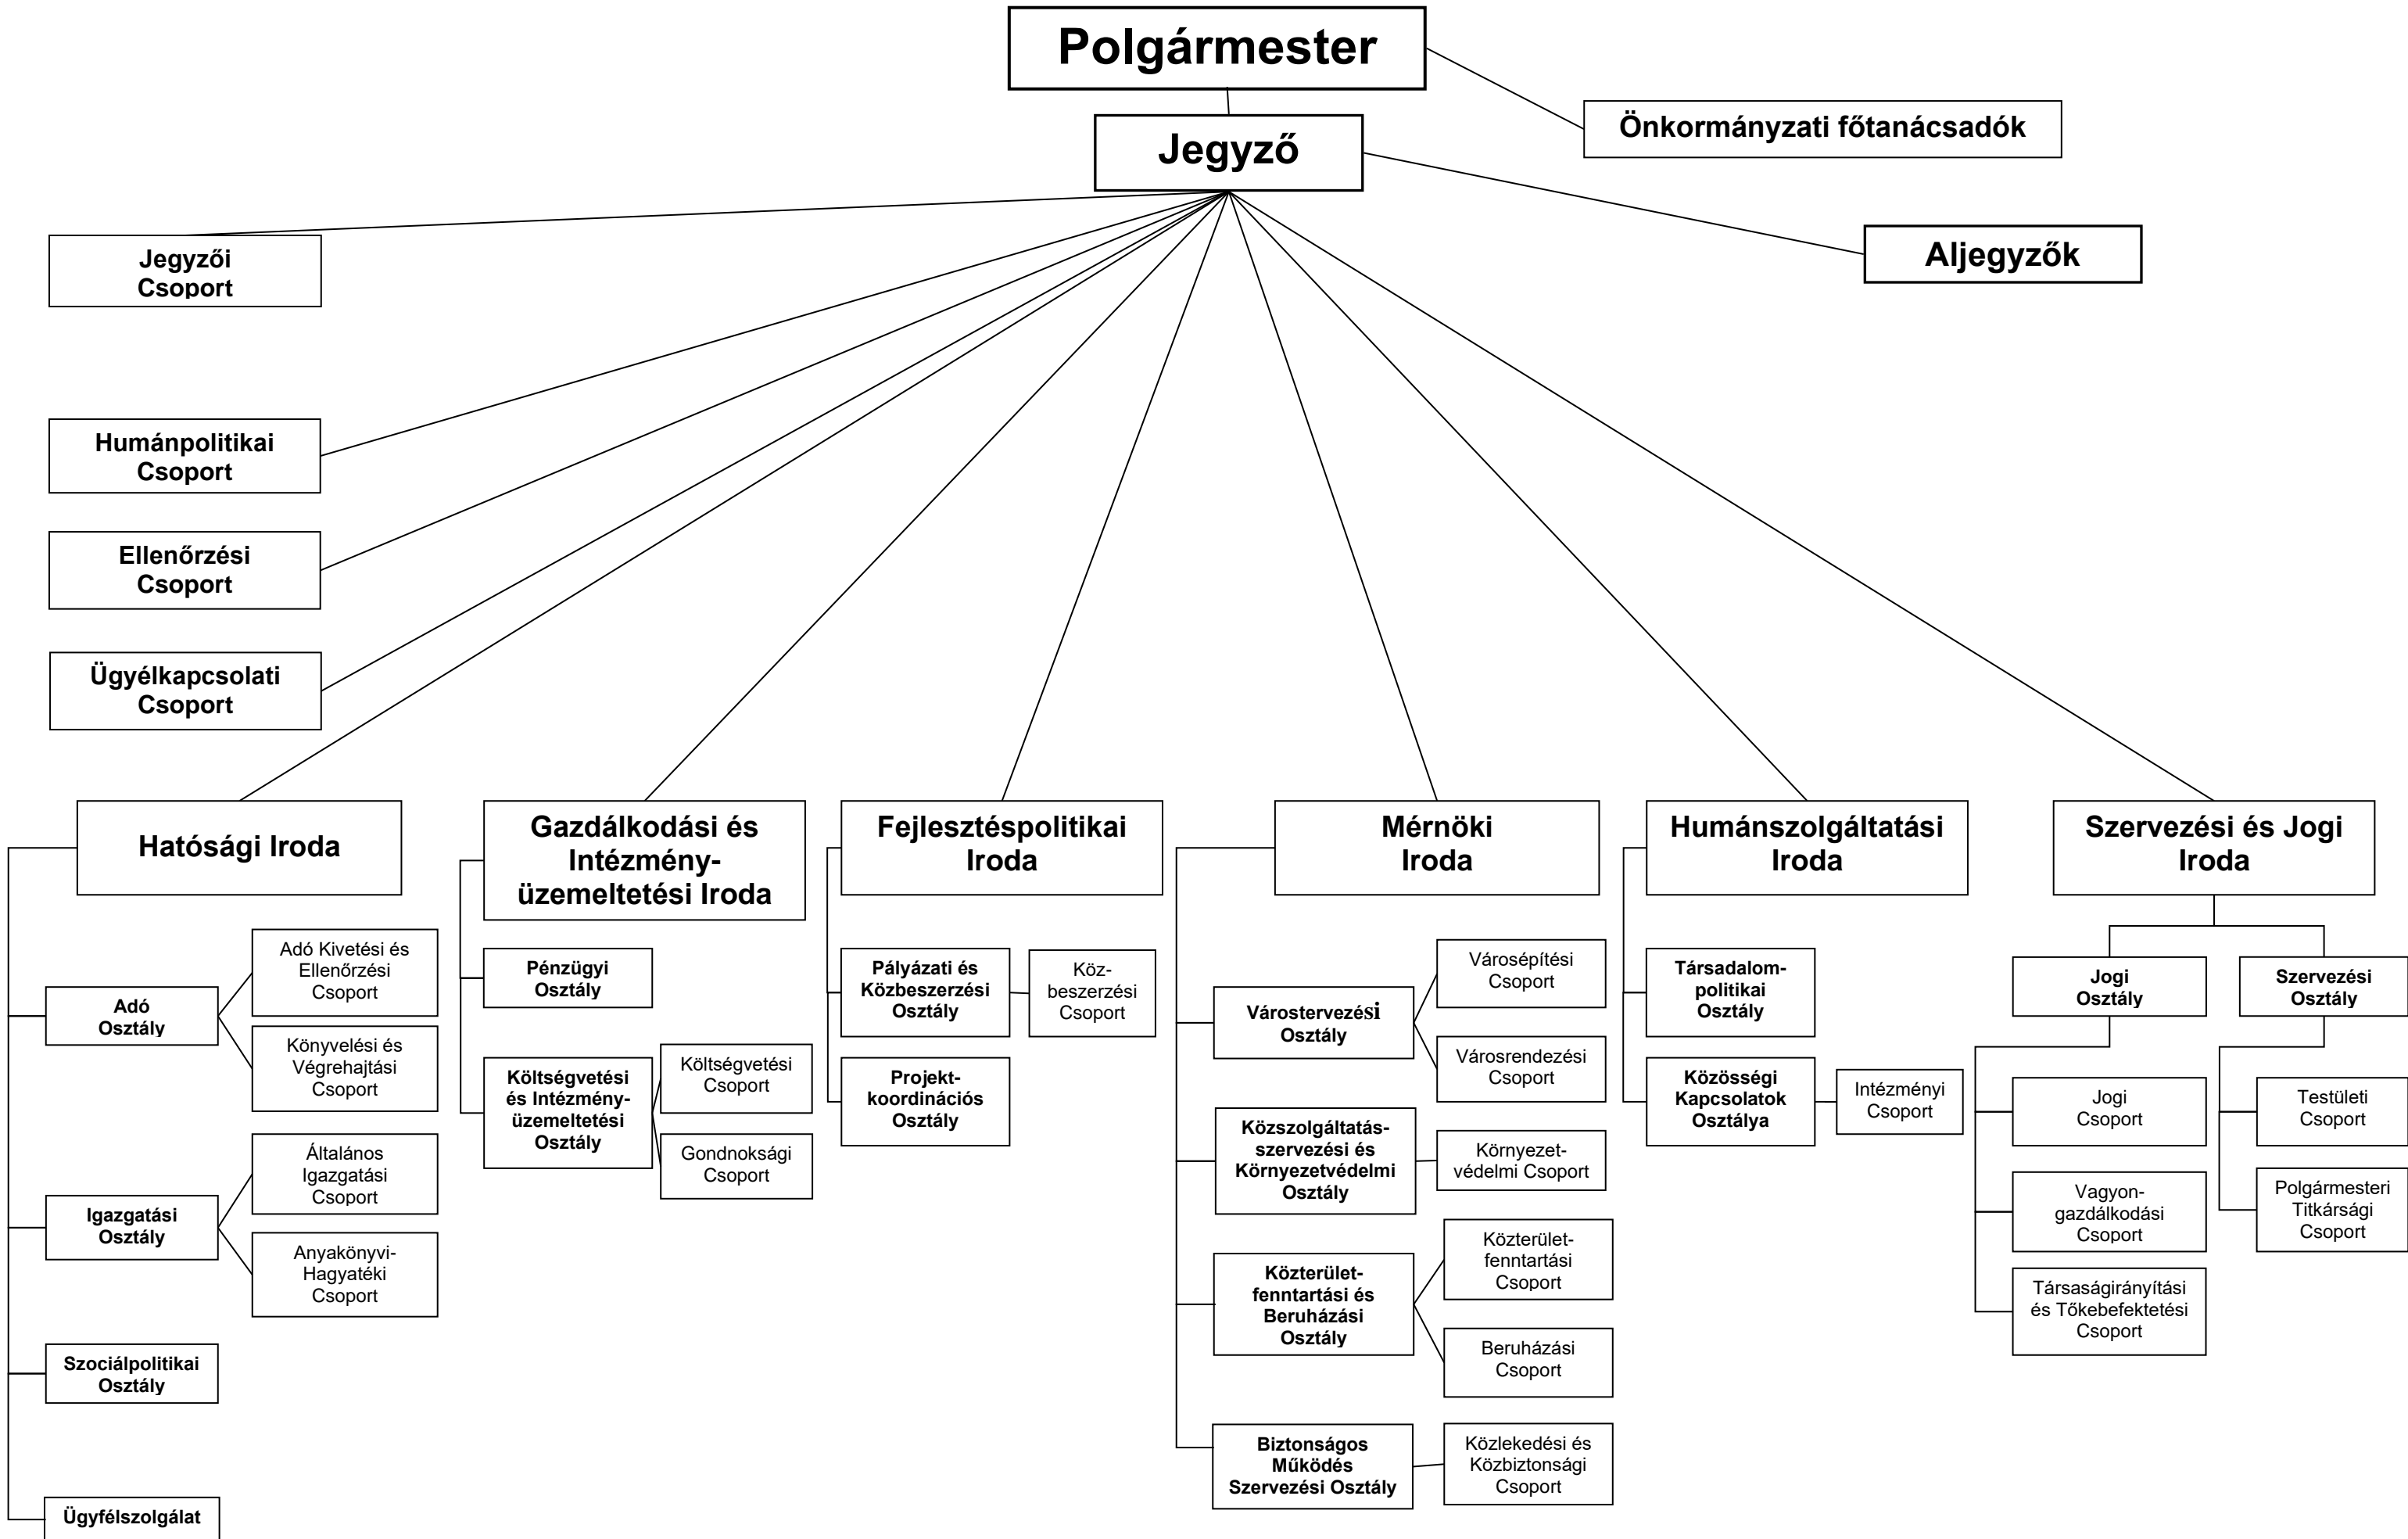 Polgármester
Önkormányzati főtanácsadók
Jegyző
Aljegyzők
Jegyzői
Csoport
Humánpolitikai
Csoport
Ellenőrzési
Csoport
Ügyélkapcsolati
Csoport
Hatósági Iroda
Adó
Osztály
Adó Kivetési és
Ellenőrzési
Csoport
Könyvelési és
Végrehajtási
Csoport
Igazgatási
Osztály
Általános
Igazgatási
Csoport
Anyakönyvi-
Hagyatéki
Csoport
Szociálpolitikai
Osztály
Ügyfélszolgálat
Gazdálkodási és
Intézmény-
üzemeltetési Iroda
Pénzügyi
Osztály
Költségvetési
és Intézmény-
üzemeltetési
Osztály
Költségvetési
Csoport
Gondnoksági
Csoport
Fejlesztéspolitikai
Iroda
Pályázati és
Közbeszerzési
Osztály
Köz-
beszerzési
Csoport
Projekt-
koordinációs
Osztály
Mérnöki
Iroda
Várostervezési
Osztály
Városépítési
Csoport
Városrendezési
Csoport
Közszolgáltatás-
szervezési és
Környezetvédelmi
Osztály
Környezet-
védelmi Csoport
Közterület-
fenntartási és
Beruházási
Osztály
Közterület-
fenntartási
Csoport
Beruházási
Csoport
Biztonságos
Működés
Szervezési Osztály
Közlekedési és
Közbiztonsági
Csoport
Humánszolgáltatási
Iroda
Társadalom-
politikai
Osztály
Közösségi
Kapcsolatok
Osztálya
Intézményi
Csoport
Szervezési és Jogi
Iroda
Jogi
Osztály
Jogi
Csoport
Vagyon-
gazdálkodási
Csoport
Társaságirányítási
és Tőkebefektetési
Csoport
Szervezési
Osztály
Testületi
Csoport
Polgármesteri
Titkársági
Csoport